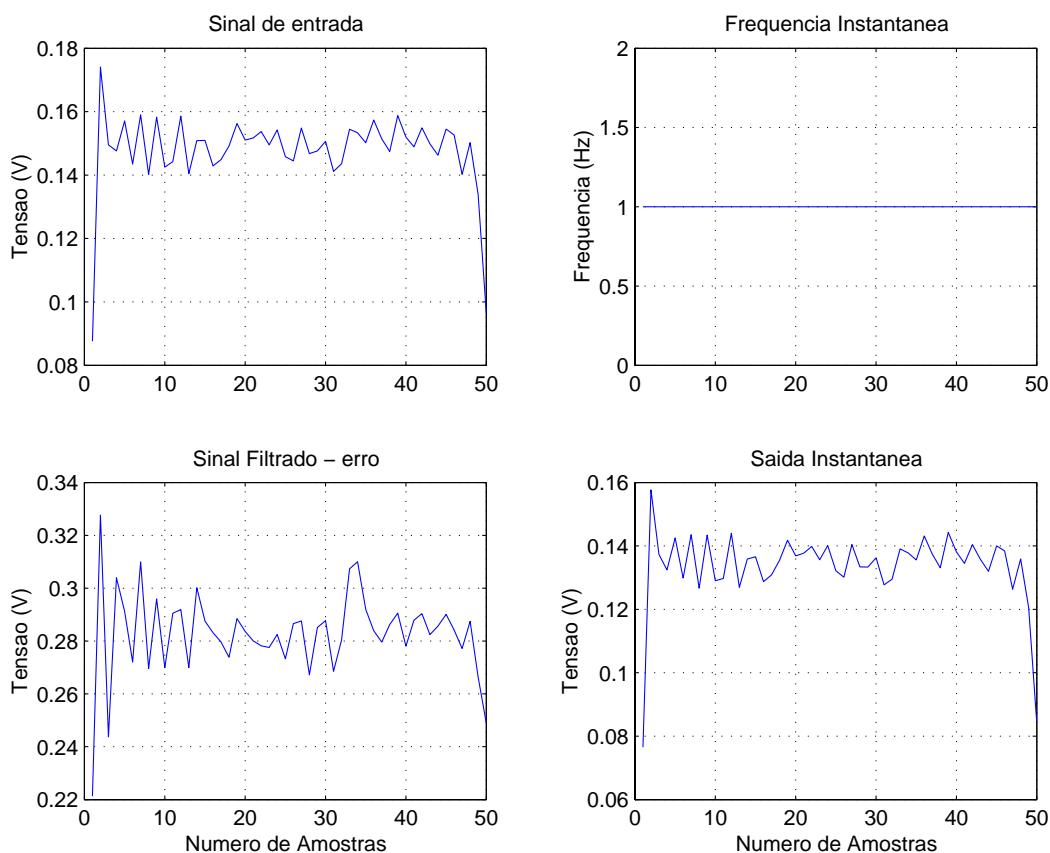 Sinal de entrada
0.18
0.16
0.14
0.12
0.1
0.08
Tensao (V)
0 10 20 30 40 50
Frequencia Instantanea
2
1.5
1
0.5
0
Frequencia (Hz)
0 10 20 30 40 50
Sinal Filtrado – erro
0.34
0.32
0.3
0.28
0.26
0.24
0.22
Tensao (V)
0 10 20 30 40 50
Numero de Amostras
Saida Instantanea
0.16
0.14
0.12
0.1
0.08
0.06
Tensao (V)
0 10 20 30 40 50
Numero de Amostras